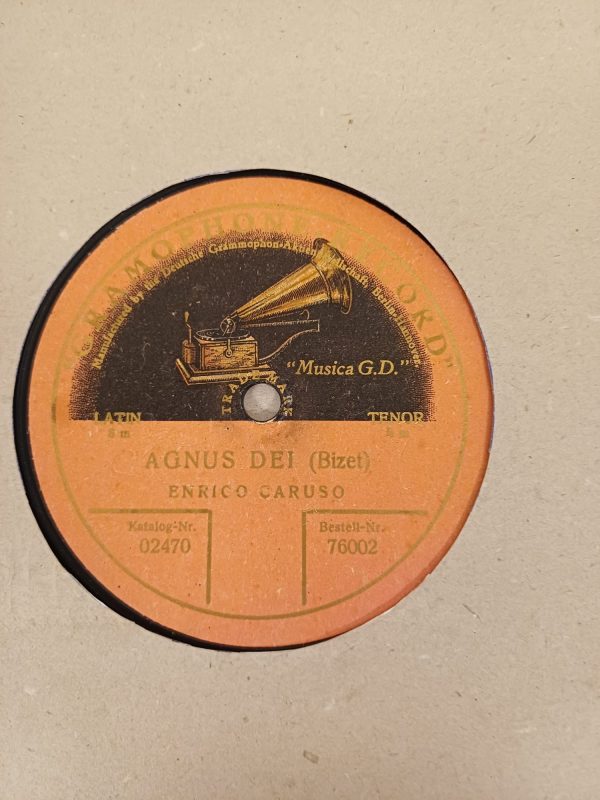 "GRAMOPHONE RECORD"
Manufactured by the Deutsche Grammophon-Aktiengesellschaft, Berlin-Hannover
"Musica G.D."
TRADE MARK
LATIN
TENOR
AGNUS DEI (Bizet)
ENRICO CARUSO
Katalog-Nr.
02470
Bestell-Nr.
76002